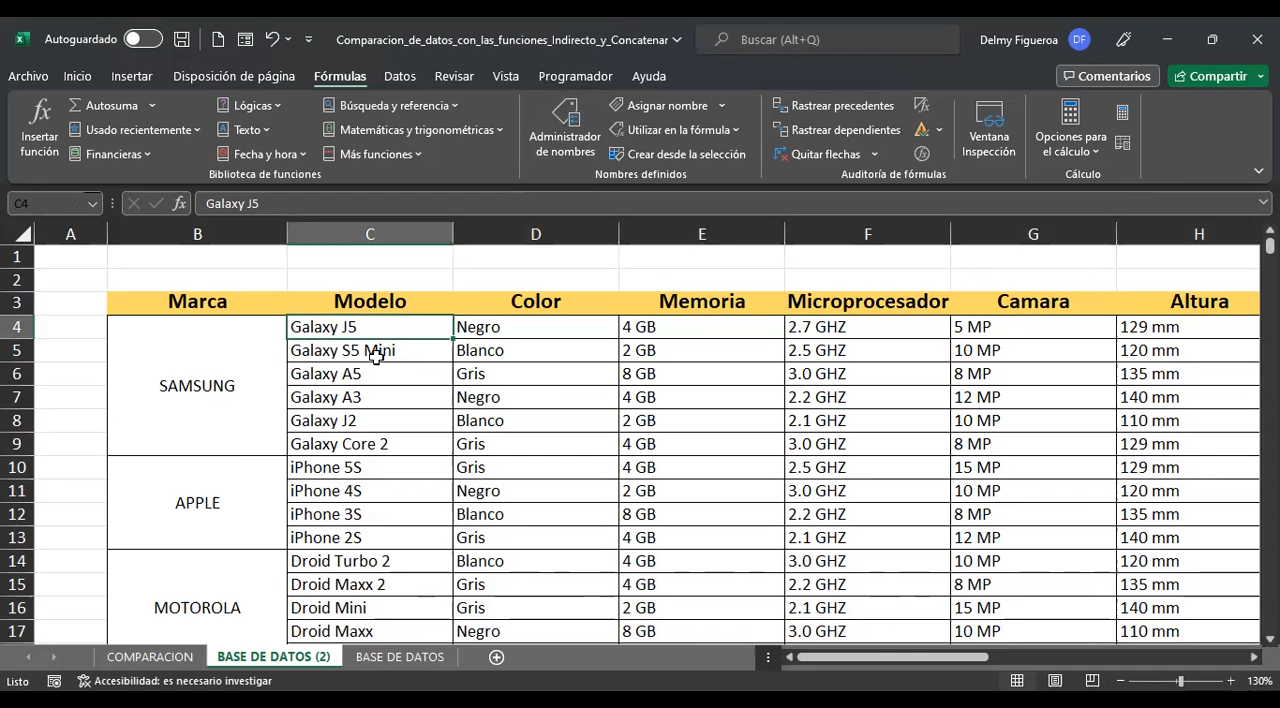 Autoguardado
Comparacion_de_datos_con_las_funciones_Indirecto_y_Concatenar
Buscar (Alt+Q)
Delmy Figueroa
DF
Archivo Inicio Insertar Disposición de página Fórmulas Datos Revisar Vista Programador Ayuda
Comentarios
Compartir
Insertar función
Autosuma
Usado recientemente
Financieras
Lógicas
Texto
Fecha y hora
Búsqueda y referencia
Matemáticas y trigonométricas
Más funciones
Biblioteca de funciones
Administrador de nombres
Asignar nombre
Utilizar en la fórmula
Crear desde la selección
Nombres definidos
Rastrear precedentes
Rastrear dependientes
Quitar flechas
Auditoría de fórmulas
Ventana Inspección
Opciones para el cálculo
Cálculo
C4 fx Galaxy J5
A B C D E F G H
1
2
3 Marca Modelo Color Memoria Microprocesador Camara Altura
4 Galaxy J5 Negro 4 GB 2.7 GHZ 5 MP 129 mm
5 Galaxy S5 Mini Blanco 2 GB 2.5 GHZ 10 MP 120 mm
6 SAMSUNG Galaxy A5 Gris 8 GB 3.0 GHZ 8 MP 135 mm
7 Galaxy A3 Negro 4 GB 2.2 GHZ 12 MP 140 mm
8 Galaxy J2 Blanco 2 GB 2.1 GHZ 10 MP 110 mm
9 Galaxy Core 2 Gris 4 GB 3.0 GHZ 8 MP 129 mm
10 iPhone 5S Gris 4 GB 2.5 GHZ 15 MP 129 mm
11 APPLE iPhone 4S Negro 2 GB 3.0 GHZ 10 MP 120 mm
12 iPhone 3S Blanco 8 GB 2.2 GHZ 8 MP 135 mm
13 iPhone 2S Gris 4 GB 2.1 GHZ 12 MP 140 mm
14 Droid Turbo 2 Blanco 4 GB 3.0 GHZ 10 MP 120 mm
15 Droid Maxx 2 Gris 4 GB 2.2 GHZ 8 MP 135 mm
16 MOTOROLA Droid Mini Gris 2 GB 2.1 GHZ 15 MP 140 mm
17 Droid Maxx Negro 8 GB 3.0 GHZ 10 MP 110 mm
COMPARACION BASE DE DATOS (2) BASE DE DATOS
Listo Accesibilidad: es necesario investigar 130%